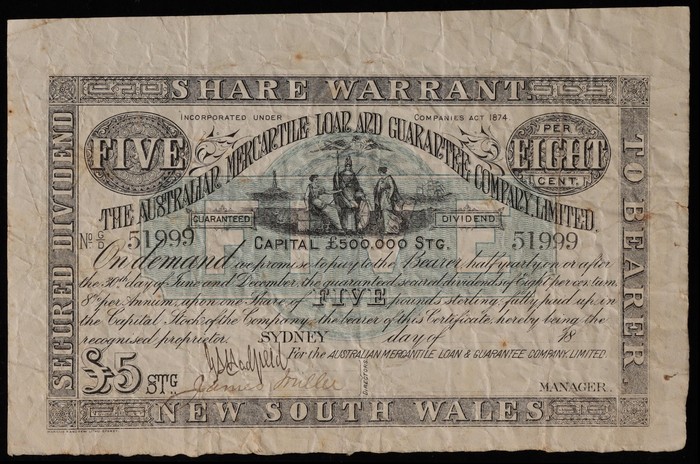 SHARE WARRANT.
SECURED DIVIDEND
TO BEARER.
INCORPORATED UNDER COMPANIES ACT 1874
FIVE
PER
EIGHT
CENT.
THE AUSTRALIAN MERCANTILE LOAN AND GUARANTEE COMPANY, LIMITED.
GUARANTEED DIVIDEND
No G/D 51999 CAPITAL £500,000 STG. 51999
FIVE
On demand we promise to pay to the Bearer half yearly on or after
the 30th day of June and December, the guaranteed secured dividends of Eight per centum
8% per Annum, upon one Share of FIVE pounds sterling fully paid up in
the Capital Stock of the Company, the bearer of this Certificate hereby being the
recognised proprietor. SYDNEY day of 18
For the AUSTRALIAN MERCANTILE LOAN & GUARANTEE COMPANY, LIMITED.
£5 STG.
James
DIRECTORS
MANAGER.
NEW SOUTH WALES.